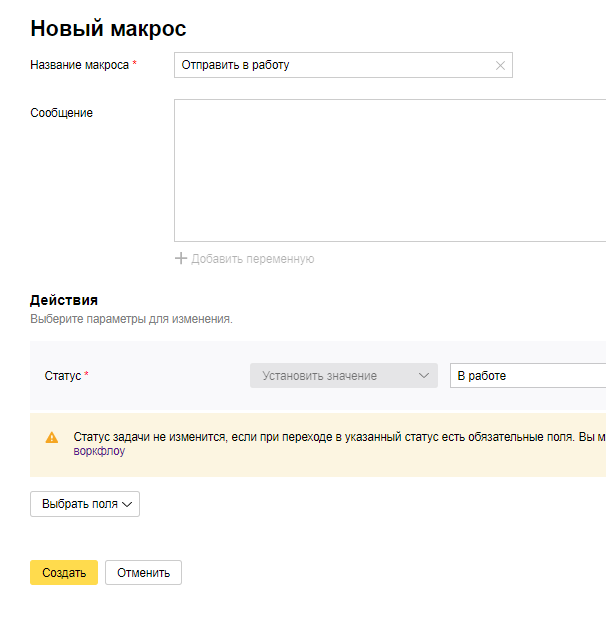 Новый макрос
Название макроса * Отправить в работу
Сообщение
Добавить переменную
Действия
Выберите параметры для изменения.
Статус * Установить значение В работе
Статус задачи не изменится, если при переходе в указанный статус есть обязательные поля. Вы м
воркфлоу
Выбрать поля
Создать Отменить